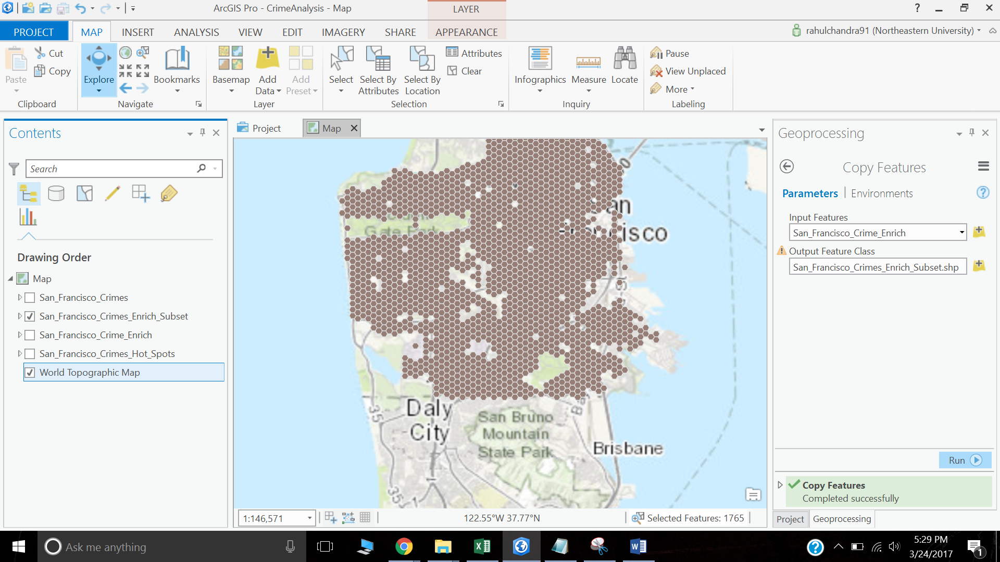 ArcGIS Pro - CrimeAnalysis - Map
LAYER
?
PROJECT
MAP
INSERT
ANALYSIS
VIEW
EDIT
IMAGERY
SHARE
APPEARANCE
rahulchandra91 (Northeastern University)
Paste
Cut
Copy
Clipboard
Explore
Bookmarks
Navigate
Basemap
Add
Data
Add
Preset
Layer
Select
Select By
Attributes
Select By
Location
Attributes
Clear
Selection
Infographics
Measure
Locate
Inquiry
Pause
View Unplaced
More
Labeling
Contents
Search
Drawing Order
Map
San_Francisco_Crimes
San_Francisco_Crimes_Enrich_Subset
San_Francisco_Crime_Enrich
San_Francisco_Crimes_Hot_Spots
World Topographic Map
Project
Map
Gate Park
Daly
City
San Bruno
Mountain
State Park
Brisbane
35
35
1:146,571
122.55°W 37.77°N
Selected Features: 1765
Geoprocessing
Copy Features
Parameters
Environments
?
Input Features
San_Francisco_Crime_Enrich
Output Feature Class
San_Francisco_Crimes_Enrich_Subset.shp
Run
Copy Features
Completed successfully
Project
Geoprocessing
Ask me anything
?
5:29 PM
3/24/2017
1